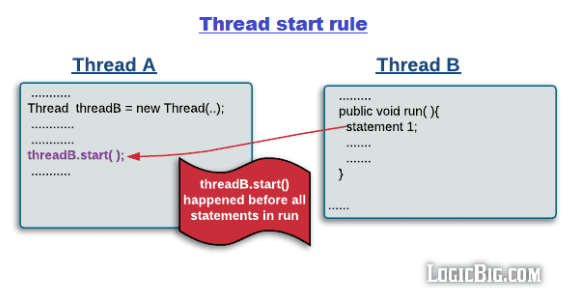 Thread start rule
Thread A
...........
Thread  threadB = new Thread(..);
............
............
threadB.start( );
...........
Thread B
.........
public void run( ){
statement 1;
.......
.......
}
......
threadB.start()
happened before all
statements in run
LogicBig.com